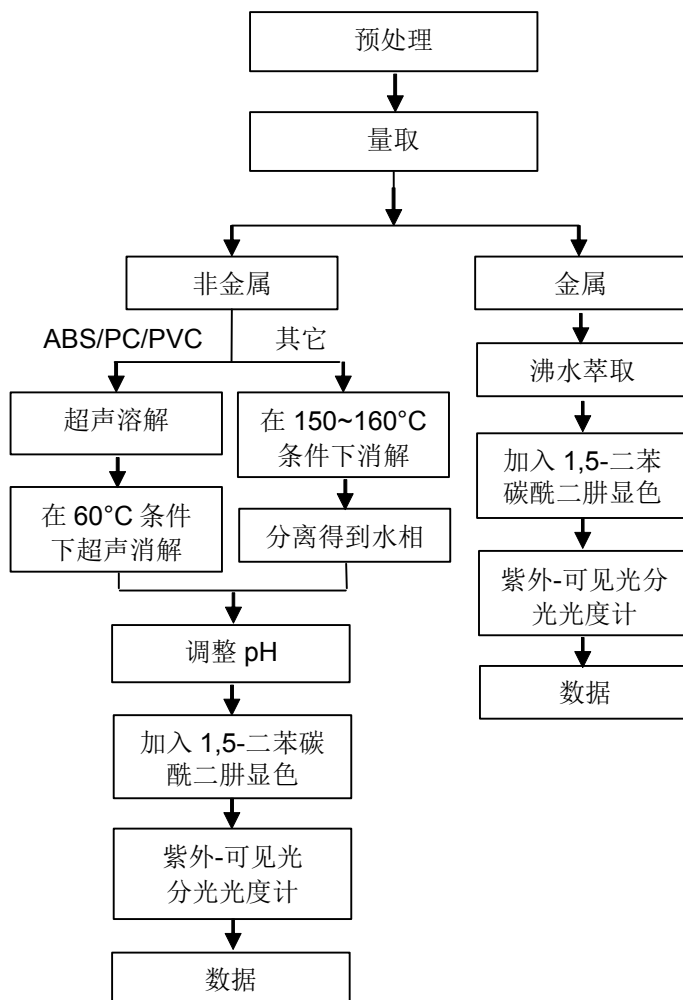 预处理
量取
非金属
金属
ABS/PC/PVC
其它
沸水萃取
超声溶解
在 150~160°C
条件下消解
加入 1,5-二苯
碳酰二肼显色
在 60°C 条件
下超声消解
分离得到水相
紫外-可见光分
光光度计
调整 pH
数据
加入 1,5-二苯碳
酰二肼显色
紫外-可见光
分光光度计
数据